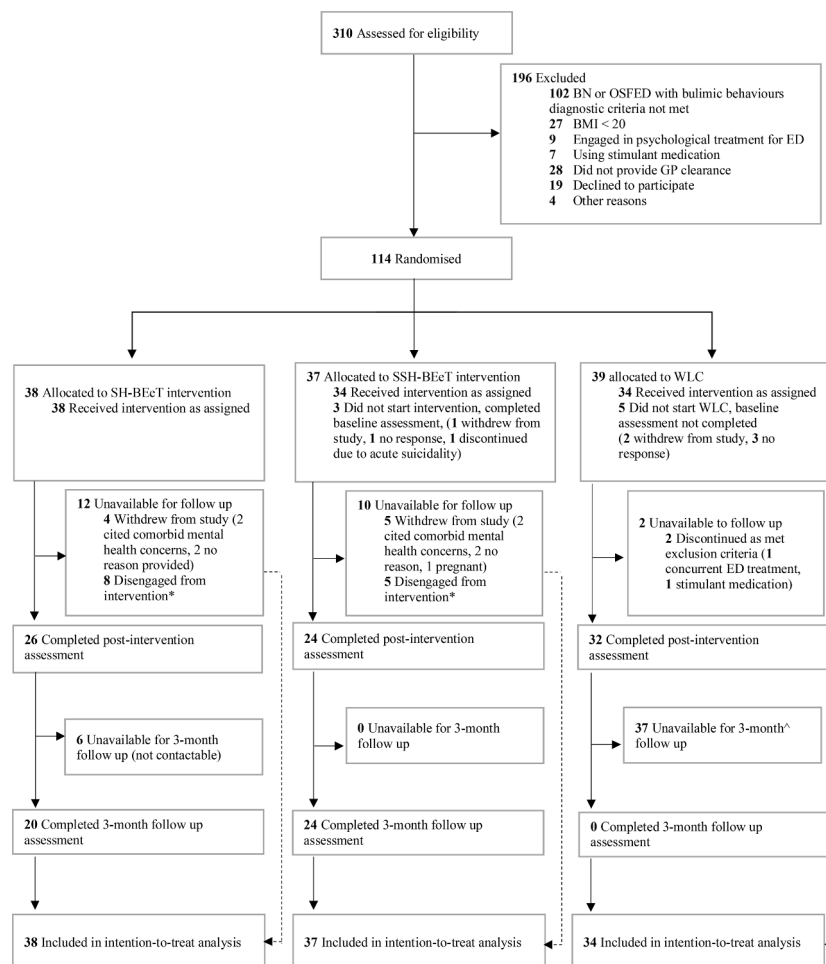 310 Assessed for eligibility
196 Excluded
102 BN or OSFED with bulimic behaviours
diagnostic criteria not met
27 BMI < 20
9 Engaged in psychological treatment for ED
7 Using stimulant medication
28 Did not provide GP clearance
19 Declined to participate
4 Other reasons
114 Randomised
38 Allocated to SH-BEeT intervention
38 Received intervention as assigned
37 Allocated to SSH-BEeT intervention
34 Received intervention as assigned
3 Did not start intervention, completed
baseline assessment, (1 withdrew from
study, 1 no response, 1 discontinued
due to acute suicidality)
39 allocated to WLC
34 Received intervention as assigned
5 Did not start WLC, baseline
assessment not completed
(2 withdrew from study, 3 no
response)
12 Unavailable for follow up
4 Withdrew from study (2
cited comorbid mental
health concerns, 2 no
reason provided)
8 Disengaged from
intervention*
10 Unavailable for follow up
5 Withdrew from study (2
cited comorbid mental
health concerns, 2 no
reason, 1 pregnant)
5 Disengaged from
intervention*
2 Unavailable to follow up
2 Discontinued as met
exclusion criteria (1
concurrent ED treatment,
1 stimulant medication)
26 Completed post-intervention
assessment
24 Completed post-intervention
assessment
32 Completed post-intervention
assessment
6 Unavailable for 3-month
follow up (not contactable)
0 Unavailable for 3-month
follow up
37 Unavailable for 3-month^
follow up
20 Completed 3-month follow up
assessment
24 Completed 3-month follow up
assessment
0 Completed 3-month follow up
assessment
38 Included in intention-to-treat analysis
37 Included in intention-to-treat analysis
34 Included in intention-to-treat analysis